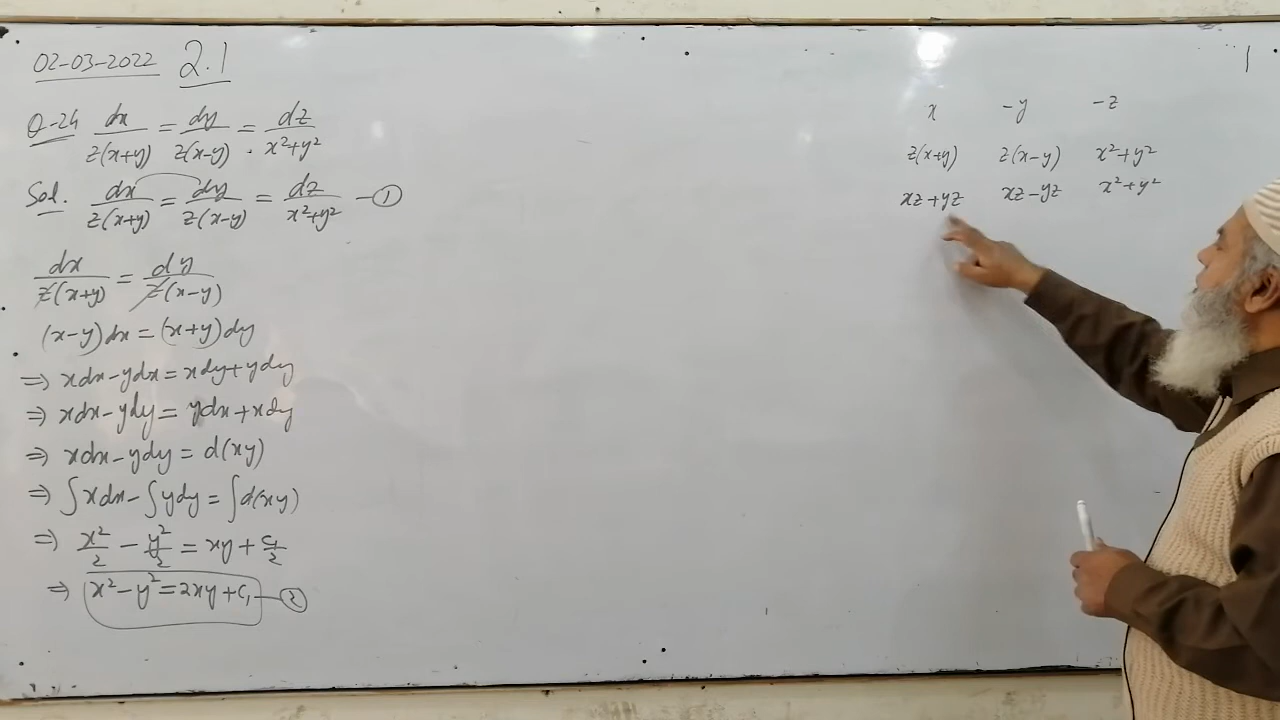 02-03-2022 2.1
Q-24 dx/z(x+y) = dy/z(x-y) = dz/x²+y²
Sol. dx/z(x+y) = dy/z(x-y) = dz/x²+y² —①
dx/z(x+y) = dy/z(x-y)
(x-y)dx = (x+y)dy
⇒ xdx-ydx = xdy+ydy
⇒ xdx-ydy = ydx+xdy
⇒ xdx-ydy = d(xy)
⇒ ∫xdx-∫ydy = ∫d(xy)
⇒ x²/2 - y²/2 = xy + c₁/2
⇒ x²-y²=2xy+c₁ —②
x -y -z
z(x+y) z(x-y) x²+y²
xz+yz xz-yz x²+y²
1